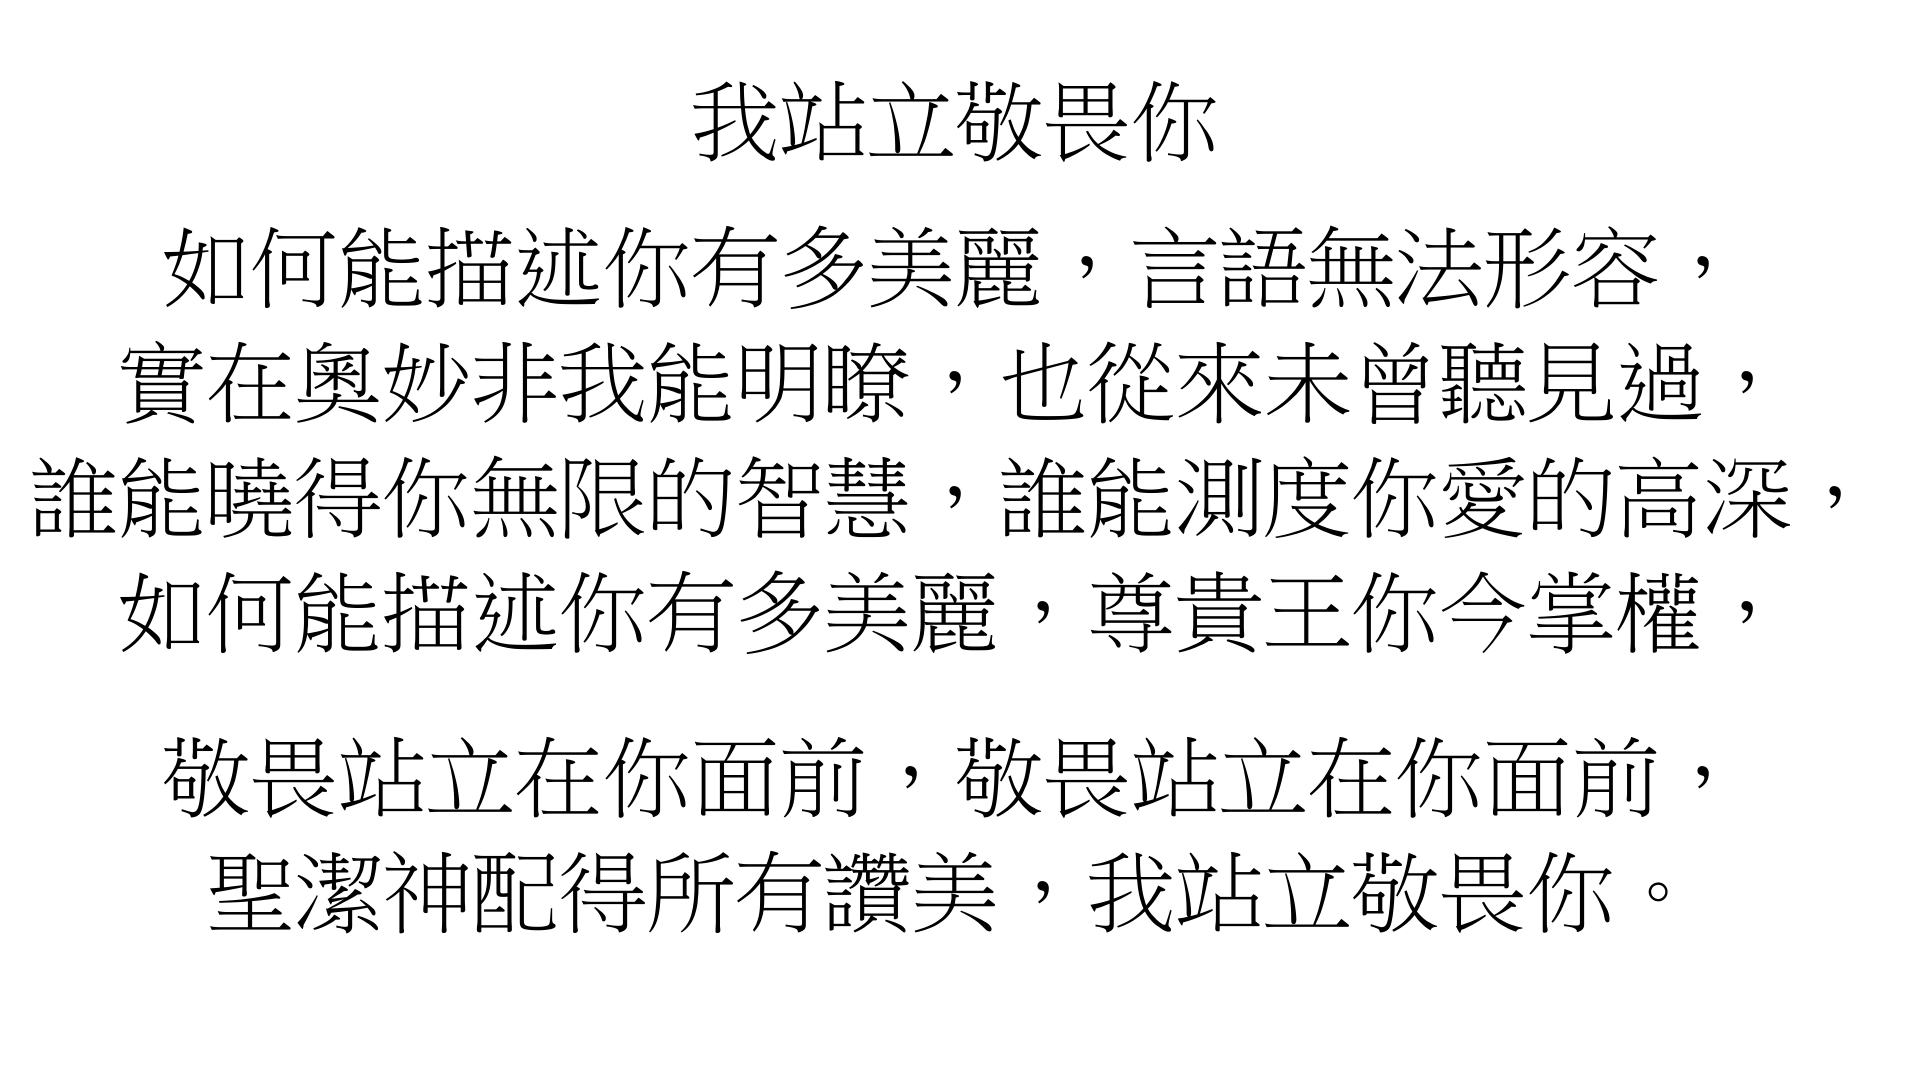 我站立敬畏你
如何能描述你有多美麗，言語無法形容，
實在奧妙非我能明瞭，也從來未曾聽見過，
誰能曉得你無限的智慧，誰能測度你愛的高深，
如何能描述你有多美麗，尊貴王你今掌權，
敬畏站立在你面前，敬畏站立在你面前，
聖潔神配得所有讚美，我站立敬畏你。